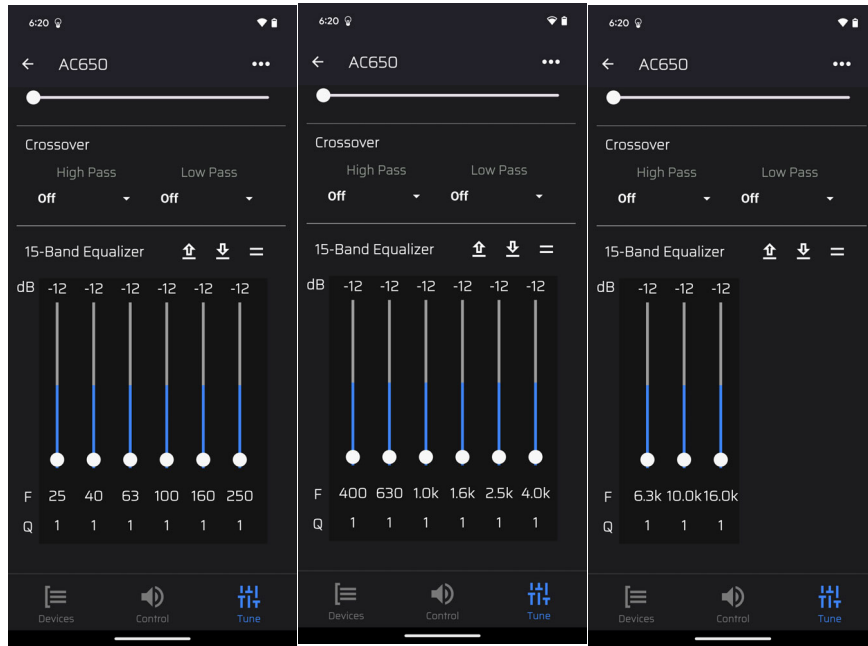 6:20
AC650
Crossover
High Pass Low Pass
Off Off
15-Band Equalizer
dB -12 -12 -12 -12 -12 -12
F 25 40 63 100 160 250
Q 1 1 1 1 1 1
Devices Control Tune
6:20
AC650
Crossover
High Pass Low Pass
Off Off
15-Band Equalizer
dB -12 -12 -12 -12 -12 -12
F 400 630 1.0k 1.6k 2.5k 4.0k
Q 1 1 1 1 1 1
Devices Control Tune
6:20
AC650
Crossover
High Pass Low Pass
Off Off
15-Band Equalizer
dB -12 -12 -12
F 6.3k 10.0k 16.0k
Q 1 1 1
Devices Control Tune